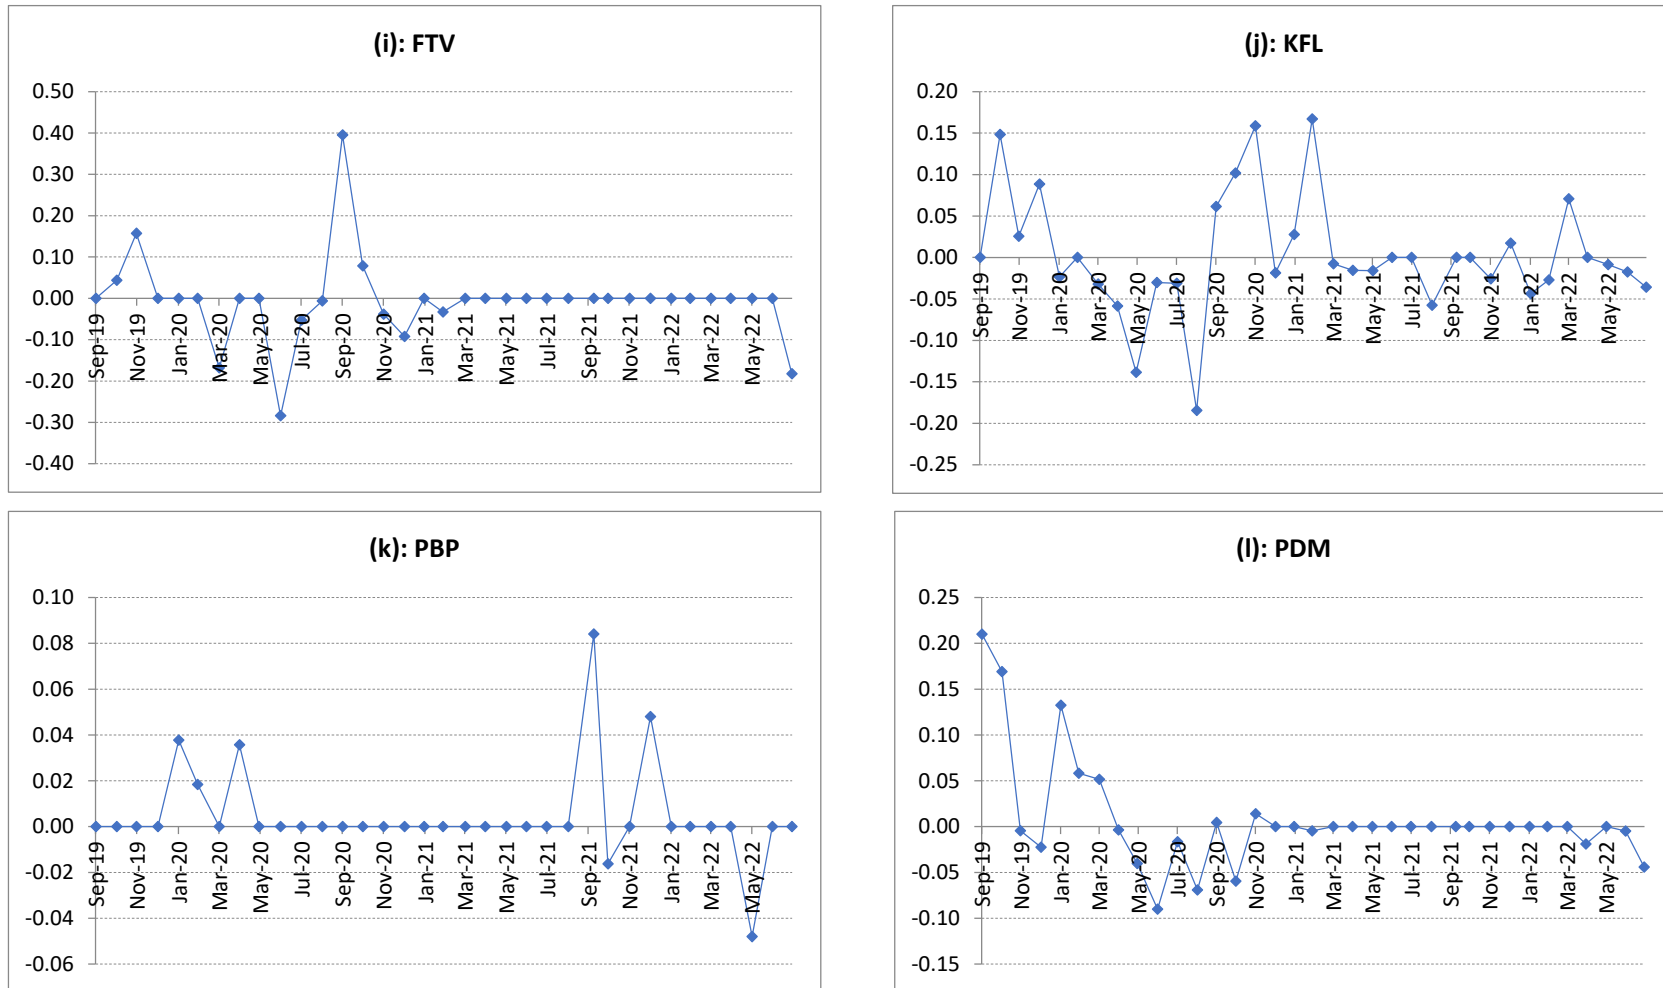 (i): FTV
0.50
0.40
0.30
0.20
0.10
0.00
-0.10
-0.20
-0.30
-0.40
Sep-19
Nov-19
Jan-20
Mar-20
May-20
Jul-20
Sep-20
Nov-20
Jan-21
Mar-21
May-21
Jul-21
Sep-21
Nov-21
Jan-22
Mar-22
May-22
(j): KFL
0.20
0.15
0.10
0.05
0.00
-0.05
-0.10
-0.15
-0.20
-0.25
Sep-19
Nov-19
Jan-20
Mar-20
May-20
Jul-20
Sep-20
Nov-20
Jan-21
Mar-21
May-21
Jul-21
Sep-21
Nov-21
Jan-22
Mar-22
May-22
(k): PBP
0.10
0.08
0.06
0.04
0.02
0.00
-0.02
-0.04
-0.06
Sep-19
Nov-19
Jan-20
Mar-20
May-20
Jul-20
Sep-20
Nov-20
Jan-21
Mar-21
May-21
Jul-21
Sep-21
Nov-21
Jan-22
Mar-22
May-22
(l): PDM
0.25
0.20
0.15
0.10
0.05
0.00
-0.05
-0.10
-0.15
Sep-19
Nov-19
Jan-20
Mar-20
May-20
Jul-20
Sep-20
Nov-20
Jan-21
Mar-21
May-21
Jul-21
Sep-21
Nov-21
Jan-22
Mar-22
May-22